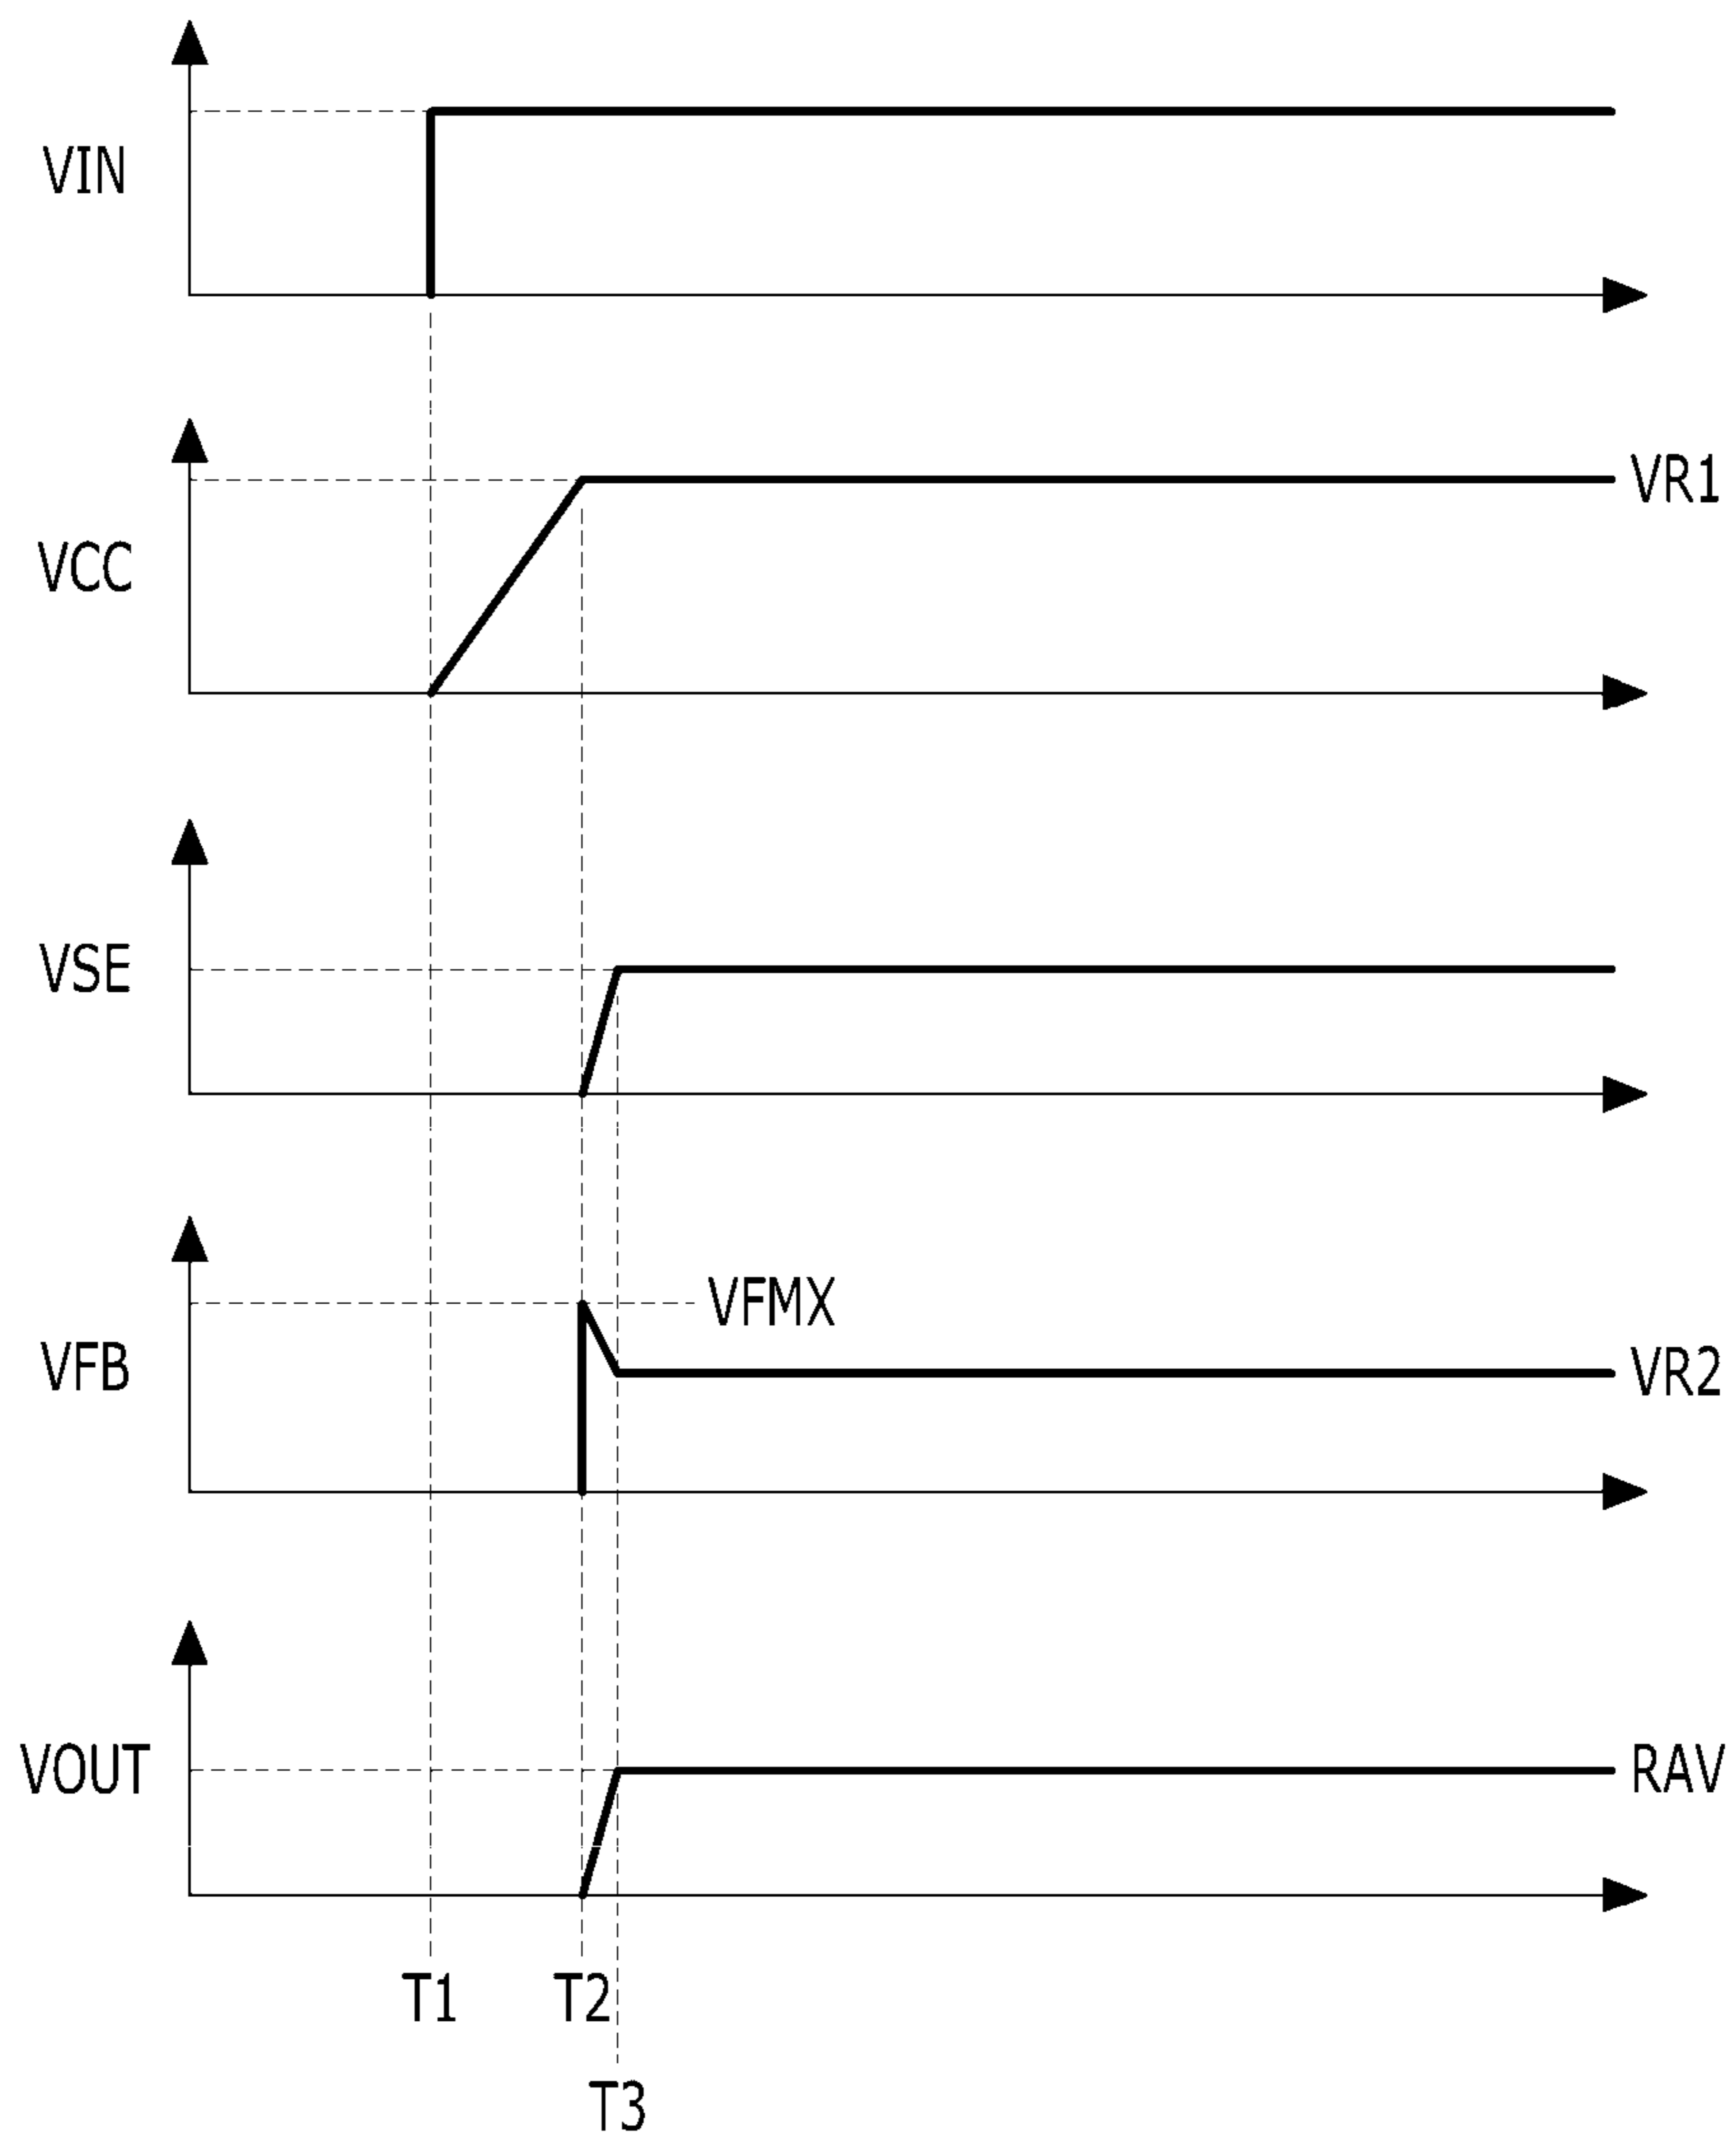 VIN
VR1
VCC
VSE
VFMX
VFB
VR2
VOUT
RAV
T1
T2
T3